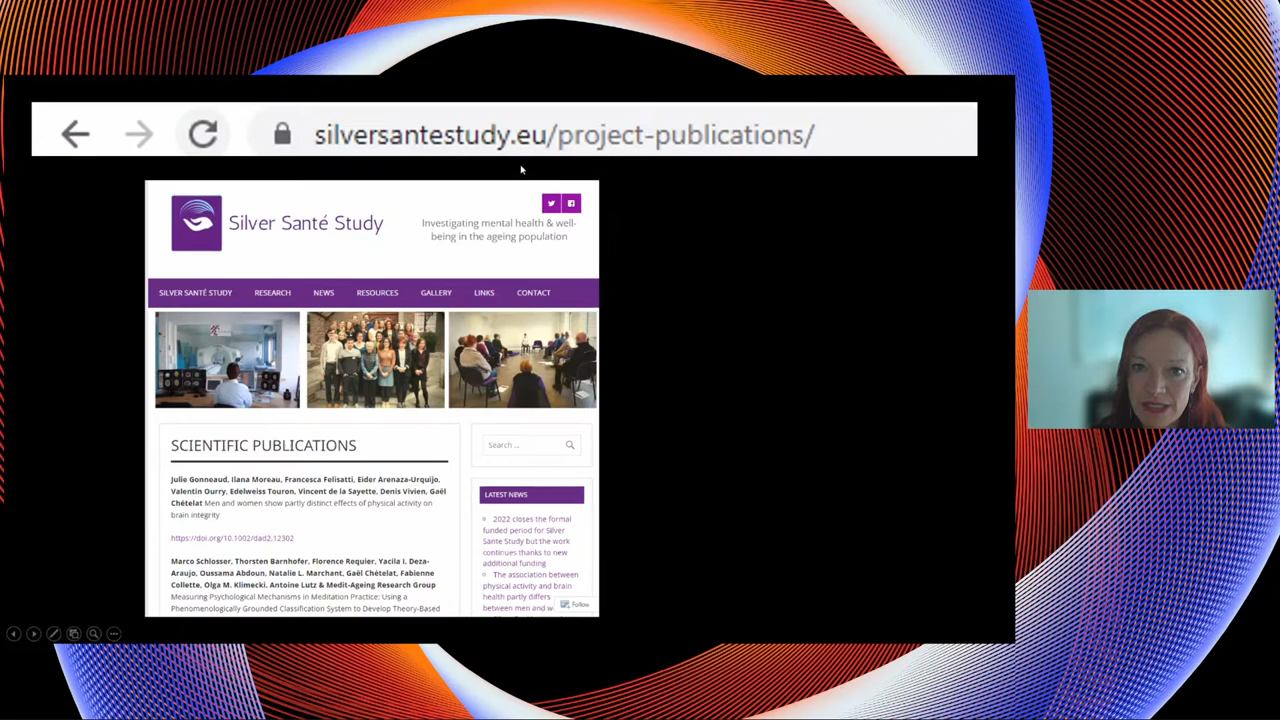 silversantestudy.eu/project-publications/
Silver Santé Study
Investigating mental health & well-
being in the ageing population
SILVER SANTÉ STUDY RESEARCH NEWS RESOURCES GALLERY LINKS CONTACT
SCIENTIFIC PUBLICATIONS
Julie Gonneaud, Ilana Moreau, Francesca Felisatti, Eider Arenaza-Urquijo,
Valentin Ourry, Edelweiss Touron, Vincent de la Sayette, Denis Vivien, Gaël
Chételat Men and women show partly distinct effects of physical activity on
brain integrity
https://doi.org/10.1002/dad2.12302
Marco Schlosser, Thorsten Barnhofer, Florence Requier, Yacila I. Deza-
Araujo, Oussama Abdoun, Natalie L. Marchant, Gaël Chételat, Fabienne
Collette, Olga M. Klimecki, Antoine Lutz & Medit-Ageing Research Group
Measuring Psychological Mechanisms in Meditation Practice: Using a
Phenomenologically Grounded Classification System to Develop Theory-Based
Search ...
LATEST NEWS
2022 closes the formal
funded period for Silver
Sante Study but the work
continues thanks to new
additional funding
The association between
physical activity and brain
health partly differs
between men and
Follow